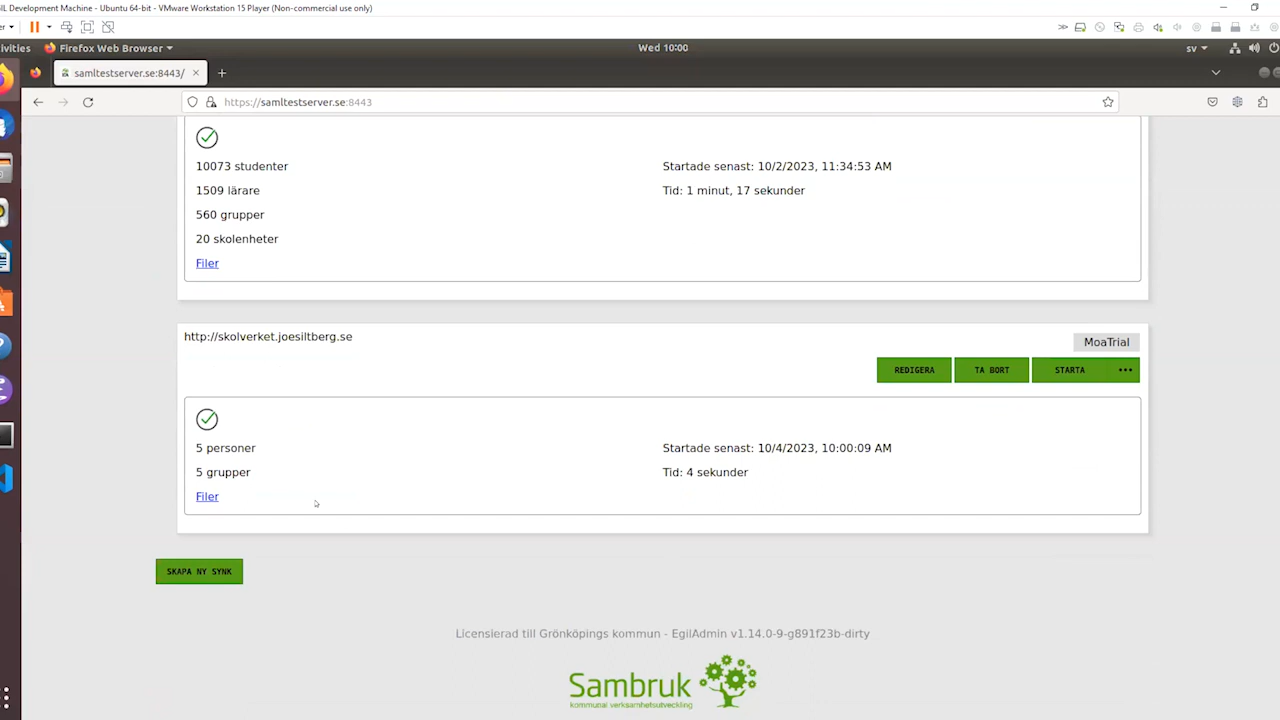 IL Development Machine - Ubuntu 64-bit - VMware Workstation 15 Player (Non-commercial use only)
Firefox Web Browser
Wed 10:00
sv
samltestserver.se:8443/
https://samltestserver.se:8443
10073 studenter
Startade senast: 10/2/2023, 11:34:53 AM
1509 lärare
Tid: 1 minut, 17 sekunder
560 grupper
20 skolenheter
Filer
http://skolverket.joesiltberg.se
MoaTrial
REDIGERA
TA BORT
STARTA
5 personer
Startade senast: 10/4/2023, 10:00:09 AM
5 grupper
Tid: 4 sekunder
Filer
SKAPA NY SYNK
Licensierad till Grönköpings kommun - EgilAdmin v1.14.0-9-g891f23b-dirty
Sambruk
kommunal verksamhetsutveckling